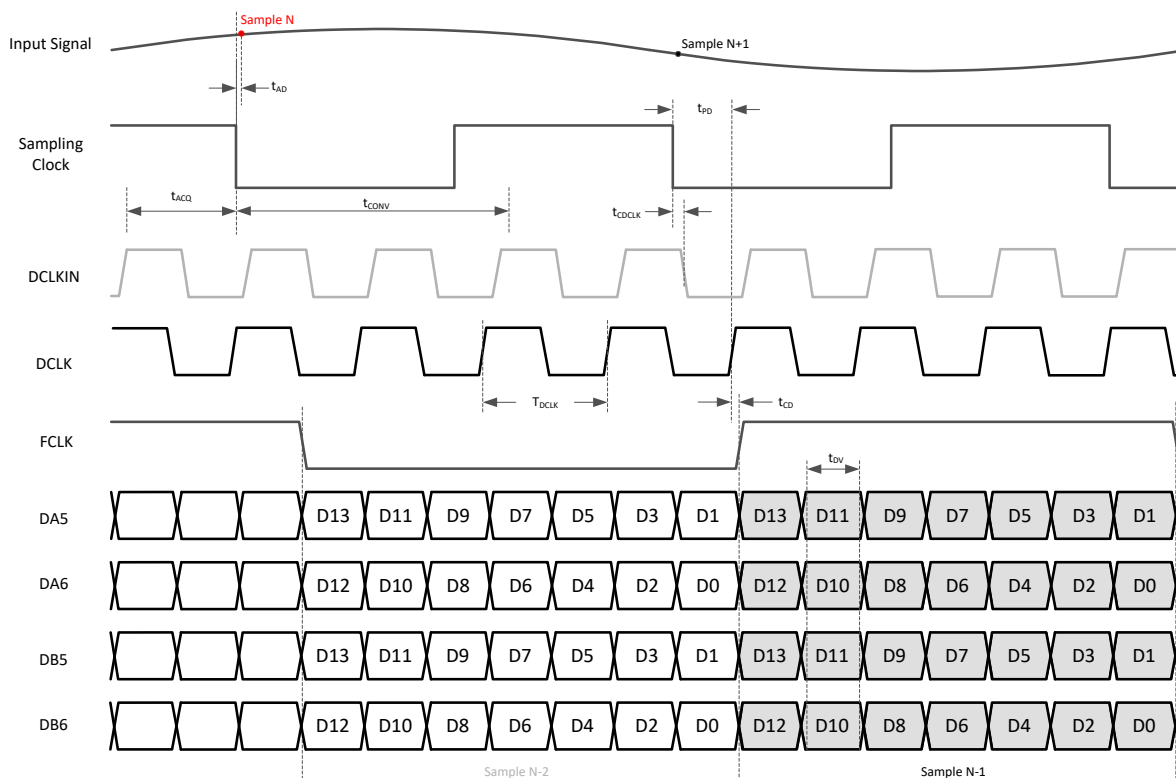 Sample N
Input Signal
Sample N+1
tAD
tPD
Sampling
Clock
tACQ
tCONV
tCDCLK
DCLKIN
DCLK
TDCLK
tCD
FCLK
tDV
DA5 D13 D11 D9 D7 D5 D3 D1 D13 D11 D9 D7 D5 D3 D1
DA6 D12 D10 D8 D6 D4 D2 D0 D12 D10 D8 D6 D4 D2 D0
DB5 D13 D11 D9 D7 D5 D3 D1 D13 D11 D9 D7 D5 D3 D1
DB6 D12 D10 D8 D6 D4 D2 D0 D12 D10 D8 D6 D4 D2 D0
Sample N-2 Sample N-1